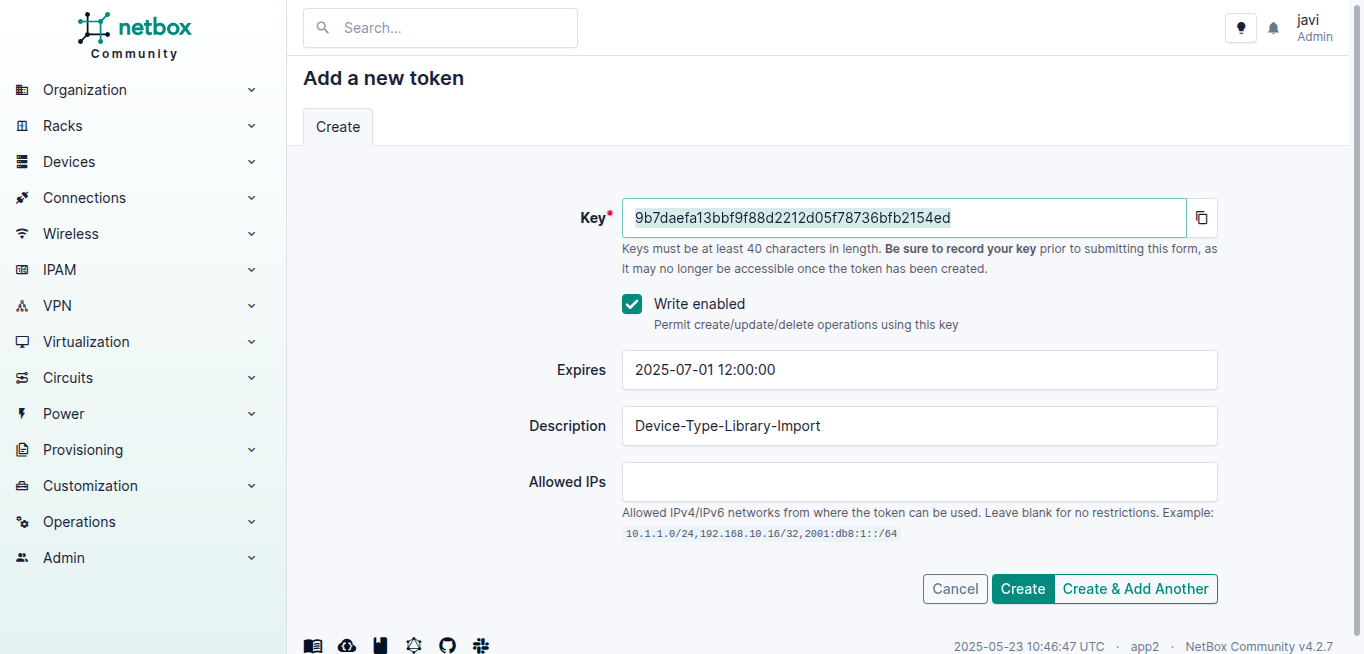 netbox
Community
Organization
Racks
Devices
Connections
Wireless
IPAM
VPN
Virtualization
Circuits
Power
Provisioning
Customization
Operations
Admin
Search...
javi
Admin
Add a new token
Create
Key*
9b7daefa13bbf9f88d2212d05f78736bfb2154ed
Keys must be at least 40 characters in length. Be sure to record your key prior to submitting this form, as
it may no longer be accessible once the token has been created.
Write enabled
Permit create/update/delete operations using this key
Expires
2025-07-01 12:00:00
Description
Device-Type-Library-Import
Allowed IPs
Allowed IPv4/IPv6 networks from where the token can be used. Leave blank for no restrictions. Example:
10.1.1.0/24,192.168.10.16/32,2001:db8:1::/64
Cancel
Create
Create & Add Another
2025-05-23 10:46:47 UTC · app2 · NetBox Community v4.2.7